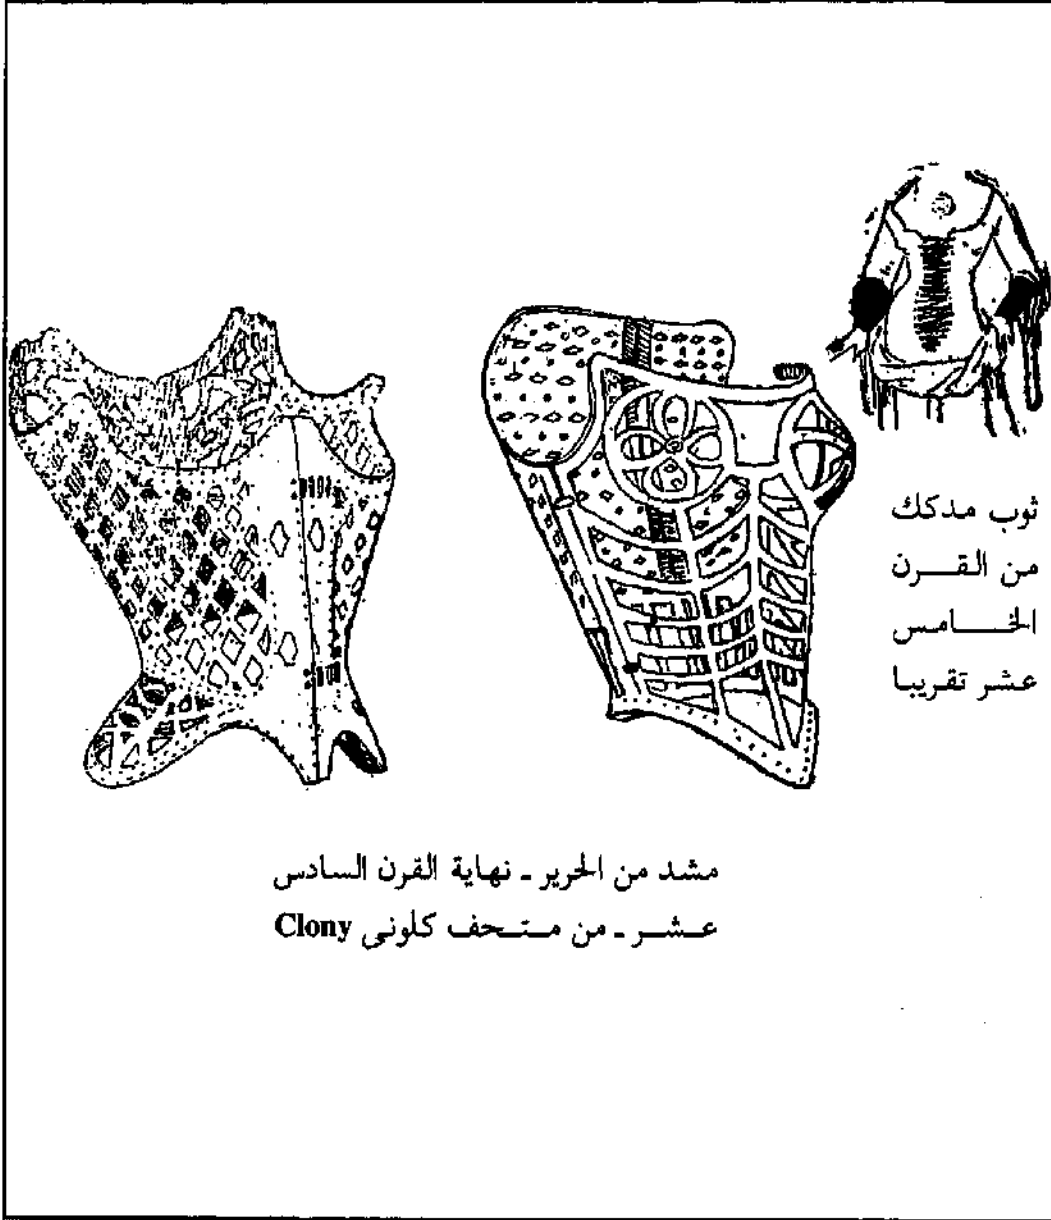 ثوب مدكك
من القرن
الخامس
عشر تقريبا
مشد من الحرير - نهاية القرن السادس
عشر - من متحف كلونى Clony